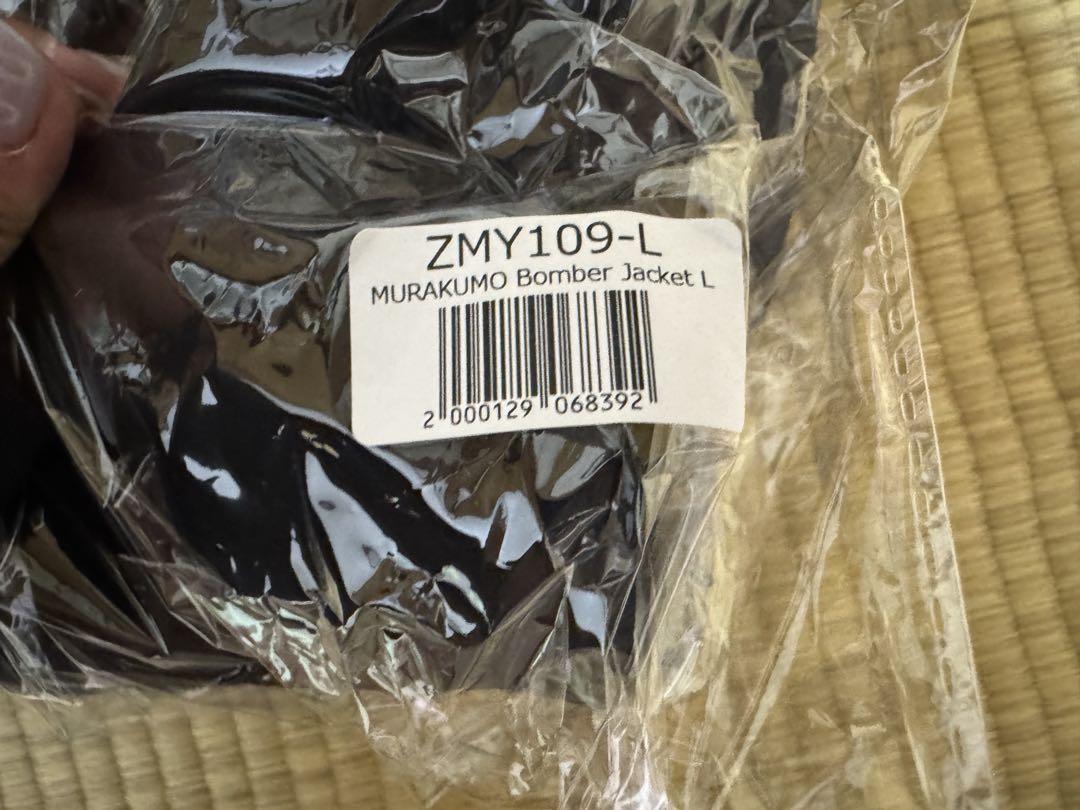 ZMY109-L
MURAKUMO Bomber Jacket L
2 000129 068392